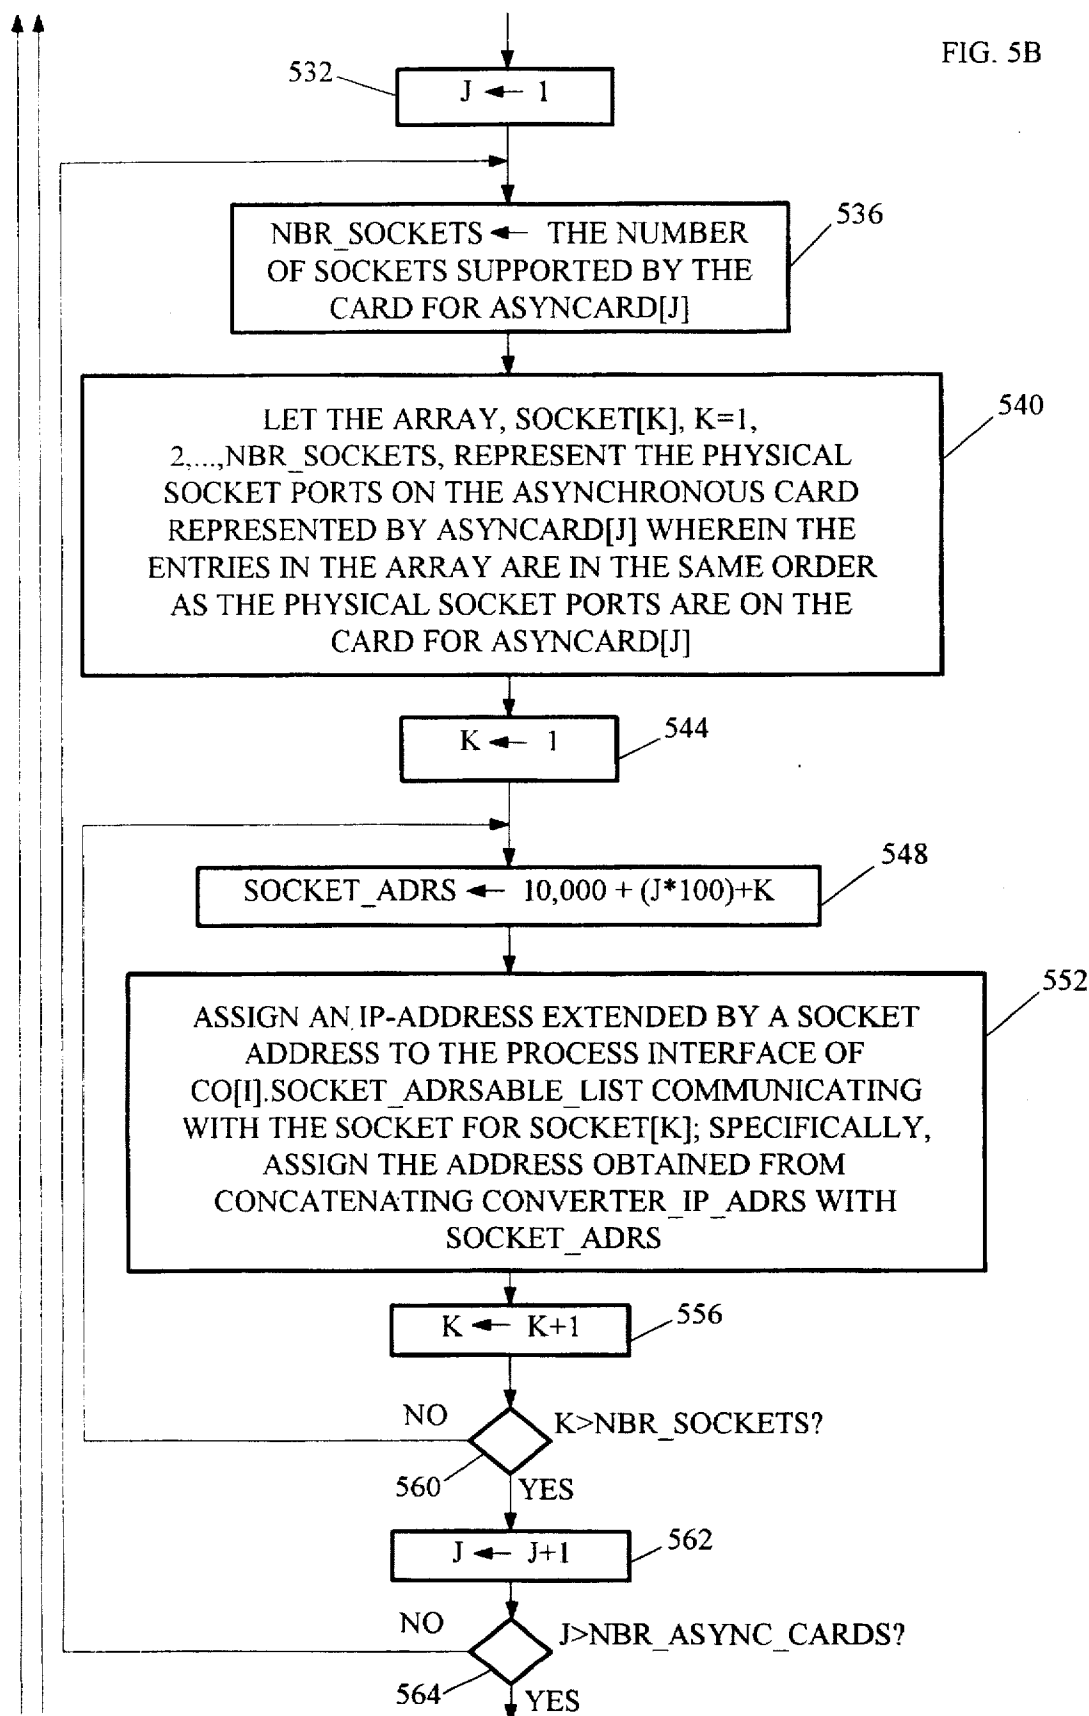 FIG. 5B
532
J ← 1
536
NBR_SOCKETS ← THE NUMBER
OF SOCKETS SUPPORTED BY THE
CARD FOR ASYNCARD[J]
540
LET THE ARRAY, SOCKET[K], K=1,
2,...,NBR_SOCKETS, REPRESENT THE PHYSICAL
SOCKET PORTS ON THE ASYNCHRONOUS CARD
REPRESENTED BY ASYNCARD[J] WHEREIN THE
ENTRIES IN THE ARRAY ARE IN THE SAME ORDER
AS THE PHYSICAL SOCKET PORTS ARE ON THE
CARD FOR ASYNCARD[J]
544
K ← 1
548
SOCKET_ADRS ← 10,000 + (J*100)+K
552
ASSIGN AN IP-ADDRESS EXTENDED BY A SOCKET
ADDRESS TO THE PROCESS INTERFACE OF
CO[I].SOCKET_ADRSABLE_LIST COMMUNICATING
WITH THE SOCKET FOR SOCKET[K]; SPECIFICALLY,
ASSIGN THE ADDRESS OBTAINED FROM
CONCATENATING CONVERTER_IP_ADRS WITH
SOCKET_ADRS
K ← K+1
556
NO
K>NBR_SOCKETS?
560
YES
J ← J+1
562
NO
J>NBR_ASYNC_CARDS?
564
YES